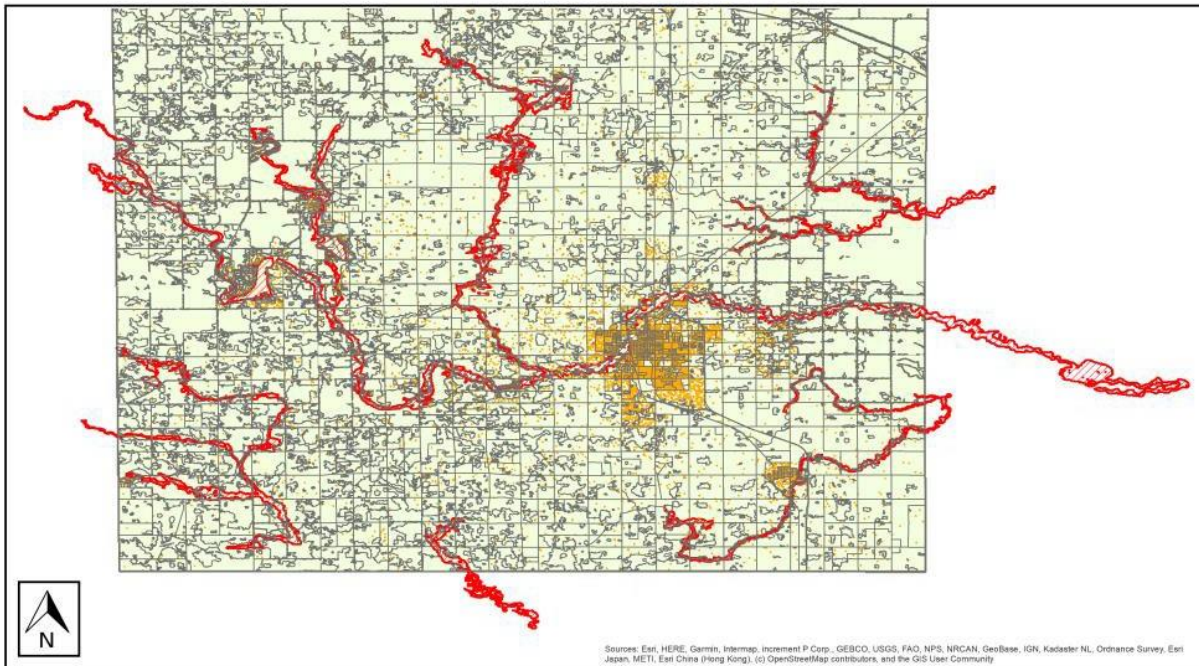 N
Sources: Esri, HERE, Garmin, Intermap, increment P Corp., GEBCO, USGS, FAO, NPS, NRCAN, GeoBase, IGN, Kadaster NL, Ordnance Survey, Esri
Japan, METI, Esri China (Hong Kong), (c) OpenStreetMap contributors, and the GIS User Community